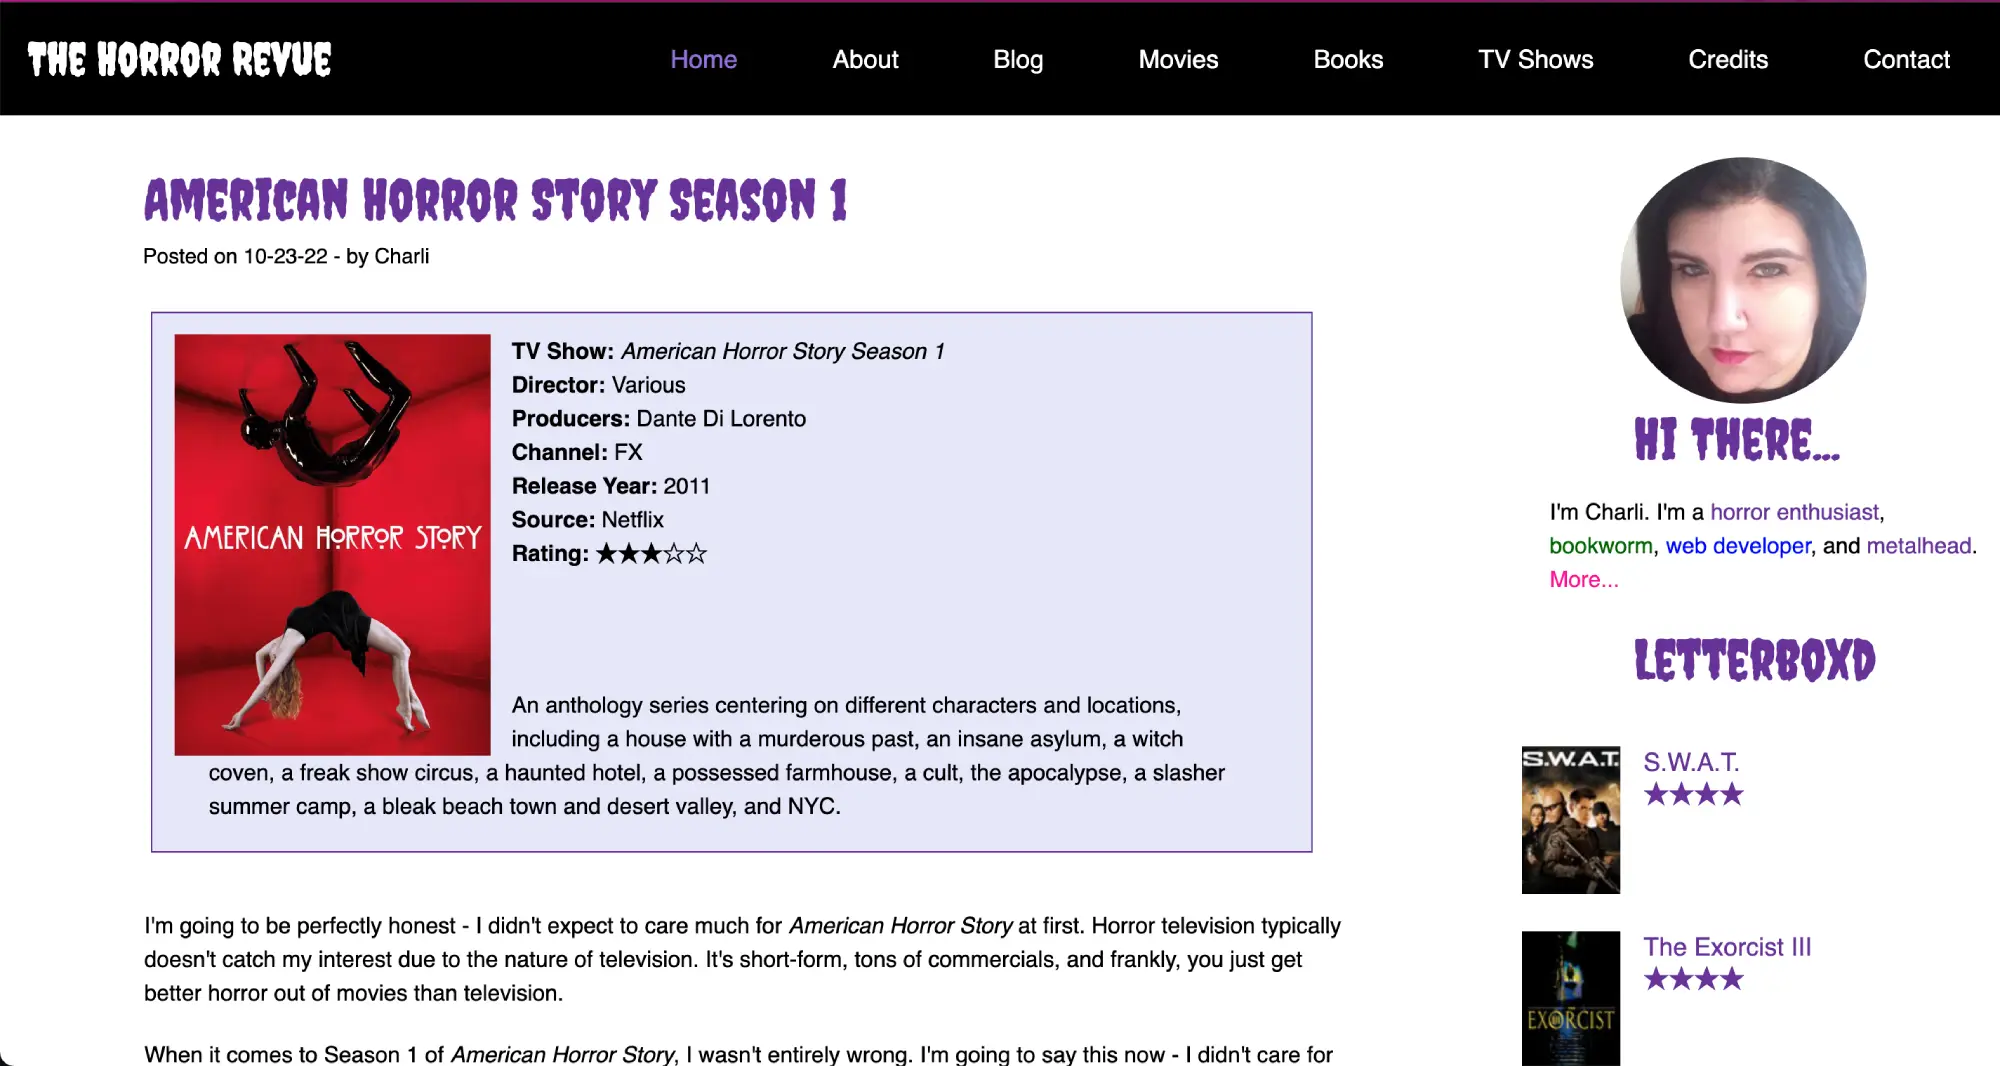 THE HORROR REVUE
Home About Blog Movies Books TV Shows Credits Contact
AMERICAN HORROR STORY SEASON 1
Posted on 10-23-22 - by Charli
AMERICAN HORROR STORY
TV Show: American Horror Story Season 1
Director: Various
Producers: Dante Di Lorento
Channel: FX
Release Year: 2011
Source: Netflix
Rating: ★★★☆☆
An anthology series centering on different characters and locations,
including a house with a murderous past, an insane asylum, a witch
coven, a freak show circus, a haunted hotel, a possessed farmhouse, a cult, the apocalypse, a slasher
summer camp, a bleak beach town and desert valley, and NYC.
I'm going to be perfectly honest - I didn't expect to care much for American Horror Story at first. Horror television typically
doesn't catch my interest due to the nature of television. It's short-form, tons of commercials, and frankly, you just get
better horror out of movies than television.
When it comes to Season 1 of American Horror Story, I wasn't entirely wrong. I'm going to say this now - I didn't care for
HI THERE...
I'm Charli. I'm a horror enthusiast,
bookworm, web developer, and metalhead.
More...
LETTERBOXD
S.W.A.T.
S.W.A.T.
★★★★
EXORCIST
The Exorcist III
★★★★